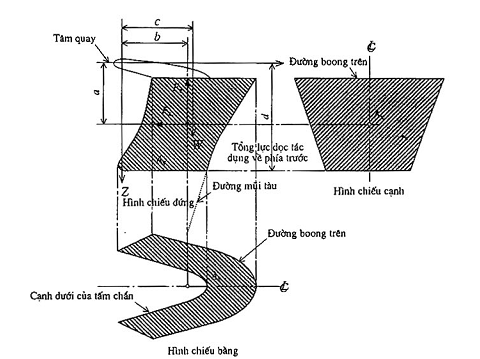 c
b
Tâm quay
a
d
Đường boong trên
℄
W
Z
Tổng lực dọc tác
dụng về phía trước
Hình chiếu đứng
Đường mũi tàu
Hình chiếu cạnh
Đường boong trên
℄
Cạnh dưới của tấm chắn
Hình chiếu bằng